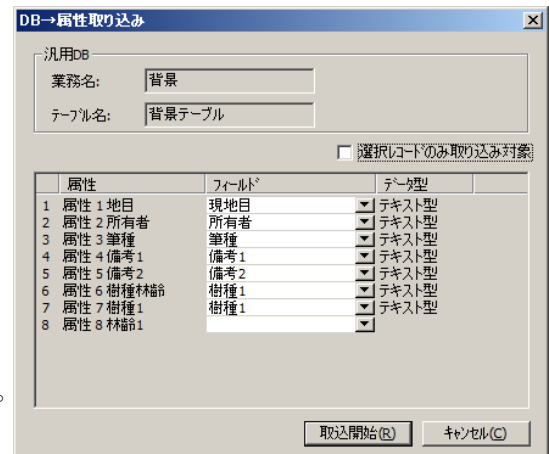 DB→属性取り込み
汎用DB
業務名: 背景
テーブル名: 背景テーブル
選択レコードのみ取り込み対象
属性 フィールド データ型
1 属性 1 地目 現地目 テキスト型
2 属性 2 所有者 所有者 テキスト型
3 属性 3 筆種 筆種 テキスト型
4 属性 4 備考1 備考1 テキスト型
5 属性 5 備考2 備考2 テキスト型
6 属性 6 樹種林齢 樹種1 テキスト型
7 属性 7 樹種1 樹種1 テキスト型
8 属性 8 林齢1
。
取込開始(R) キャンセル(C)